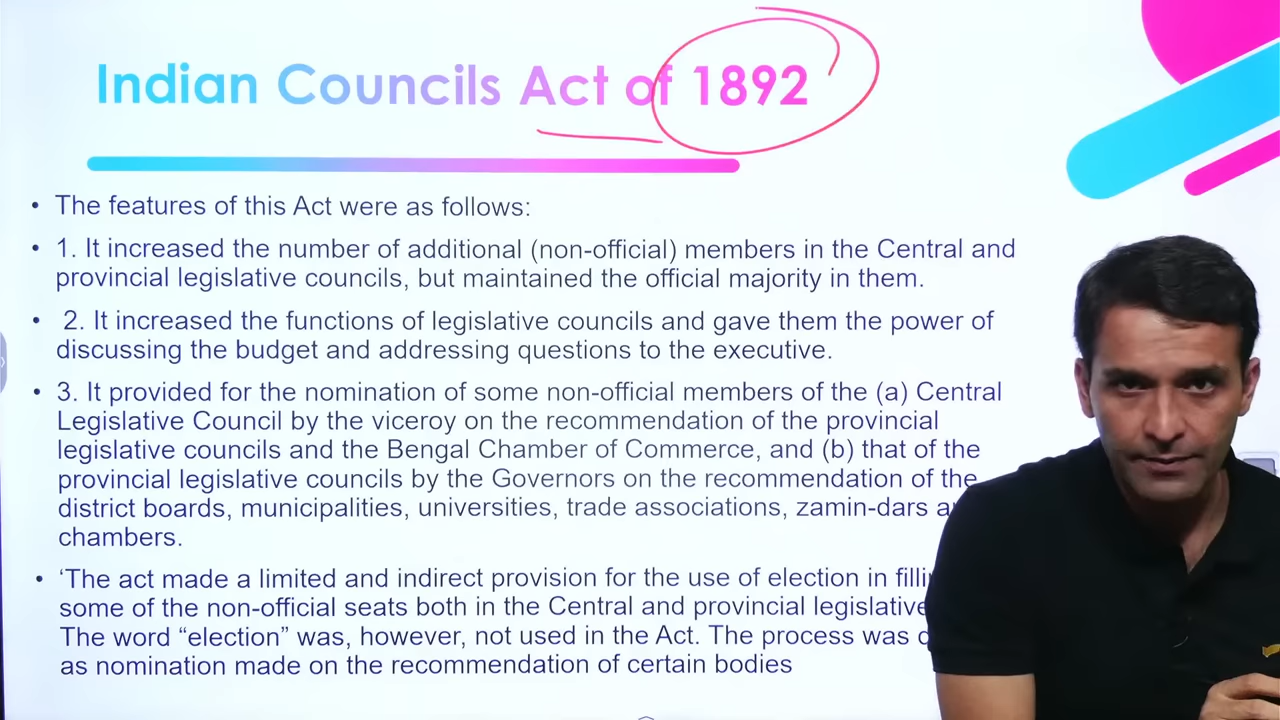 Indian Councils Act of 1892
• The features of this Act were as follows:
• 1. It increased the number of additional (non-official) members in the Central and
provincial legislative councils, but maintained the official majority in them.
• 2. It increased the functions of legislative councils and gave them the power of
discussing the budget and addressing questions to the executive.
• 3. It provided for the nomination of some non-official members of the (a) Central
Legislative Council by the viceroy on the recommendation of the provincial
legislative councils and the Bengal Chamber of Commerce, and (b) that of the
provincial legislative councils by the Governors on the recommendation of the
district boards, municipalities, universities, trade associations, zamin-dars
chambers.
• ‘The act made a limited and indirect provision for the use of election in
some of the non-official seats both in the Central and provincial legislative
The word “election” was, however, not used in the Act. The process was
as nomination made on the recommendation of certain bodies